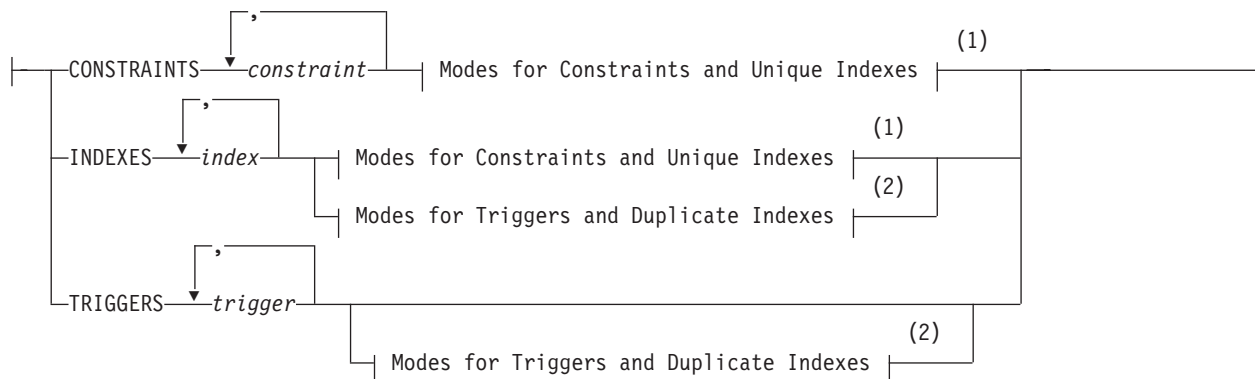 ,
(1)
CONSTRAINTS constraint Modes for Constraints and Unique Indexes
,
(1)
INDEXES index Modes for Constraints and Unique Indexes
(2)
Modes for Triggers and Duplicate Indexes
,
TRIGGERS trigger
(2)
Modes for Triggers and Duplicate Indexes